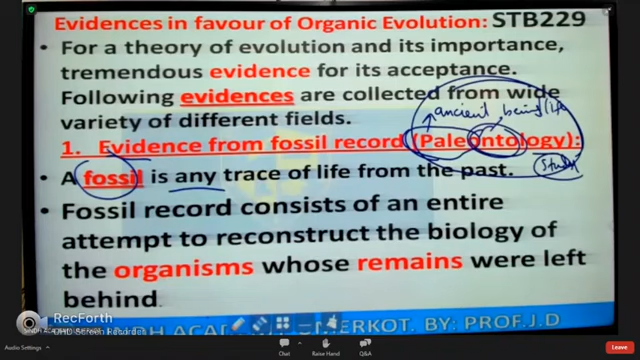 Evidences in favour of Organic Evolution: STB229
• For a theory of evolution and its importance,
tremendous evidence for its acceptance.
Following evidences are collected from wide
variety of different fields.
ancient being/life
1. Evidence from fossil record (Paleontology):
• A fossil is any trace of life from the past.
study
• Fossil record consists of an entire
attempt to reconstruct the biology of
the organisms whose remains were left
behind
RecForth
UHD Screen Recorder
MERKOT. BY: PROF.J.D
Audio Settings
Chat
Raise Hand
Q&A
Leave